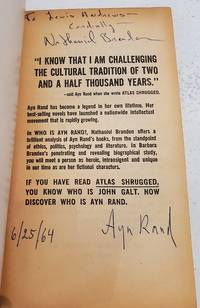 To Lewis Andrews—
Cordially—
Nathaniel Branden
"I KNOW THAT I AM CHALLENGING
THE CULTURAL TRADITION OF TWO
AND A HALF THOUSAND YEARS."
—said Ayn Rand when she wrote ATLAS SHRUGGED.
Ayn Rand has become a legend in her own lifetime. Her
best-selling novels have launched a nationwide intellectual
movement that is rapidly growing.
In WHO IS AYN RAND?, Nathaniel Branden offers a
brilliant analysis of Ayn Rand's books, from the standpoint
of ethics, politics, psychology and literature. In Barbara
Branden's penetrating and revealing biographical study,
you will meet a person as heroic, intransigent and unique
in our time as are her fictional characters.
IF YOU HAVE READ ATLAS SHRUGGED,
YOU KNOW WHO IS JOHN GALT. NOW
DISCOVER WHO IS AYN RAND.
Ayn Rand
6/25/64